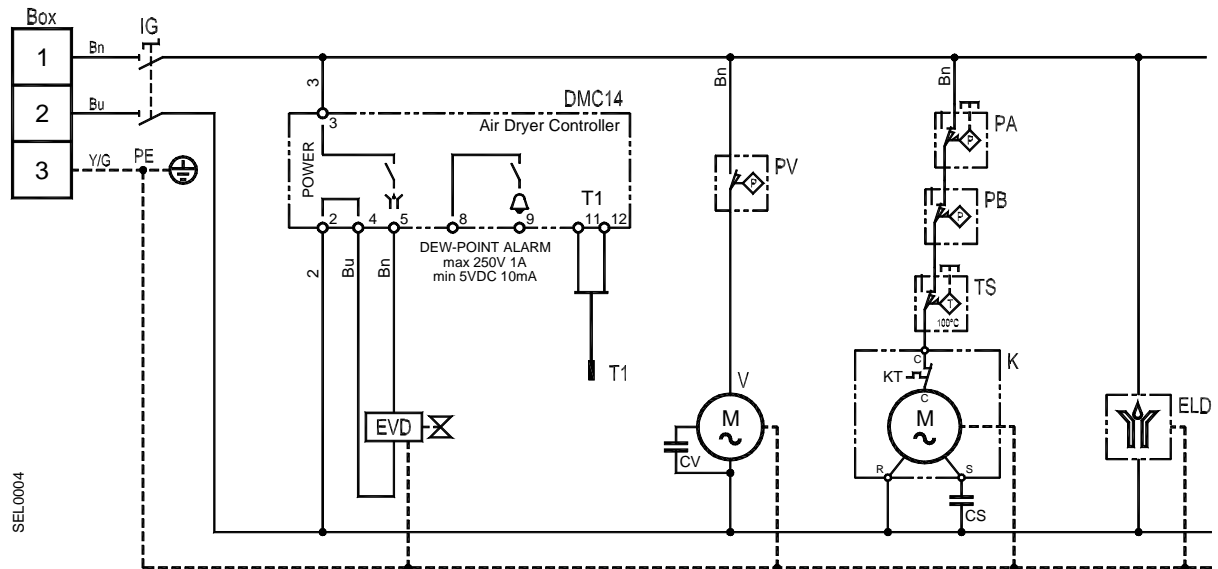 Box
IG
1
Bn
2
Bu
3
Y/G
PE
3
3
DMC14
Air Dryer Controller
POWER
T1
2
4
5
8
9
11
12
DEW-POINT ALARM
max 250V 1A
min 5VDC 10mA
2
Bu
Bn
T1
EVD
Bn
PV
P
V
M
CV
Bn
PA
P
PB
P
TS
T
100°C
C
K
KT
C
M
R
S
CS
ELD
SEL0004